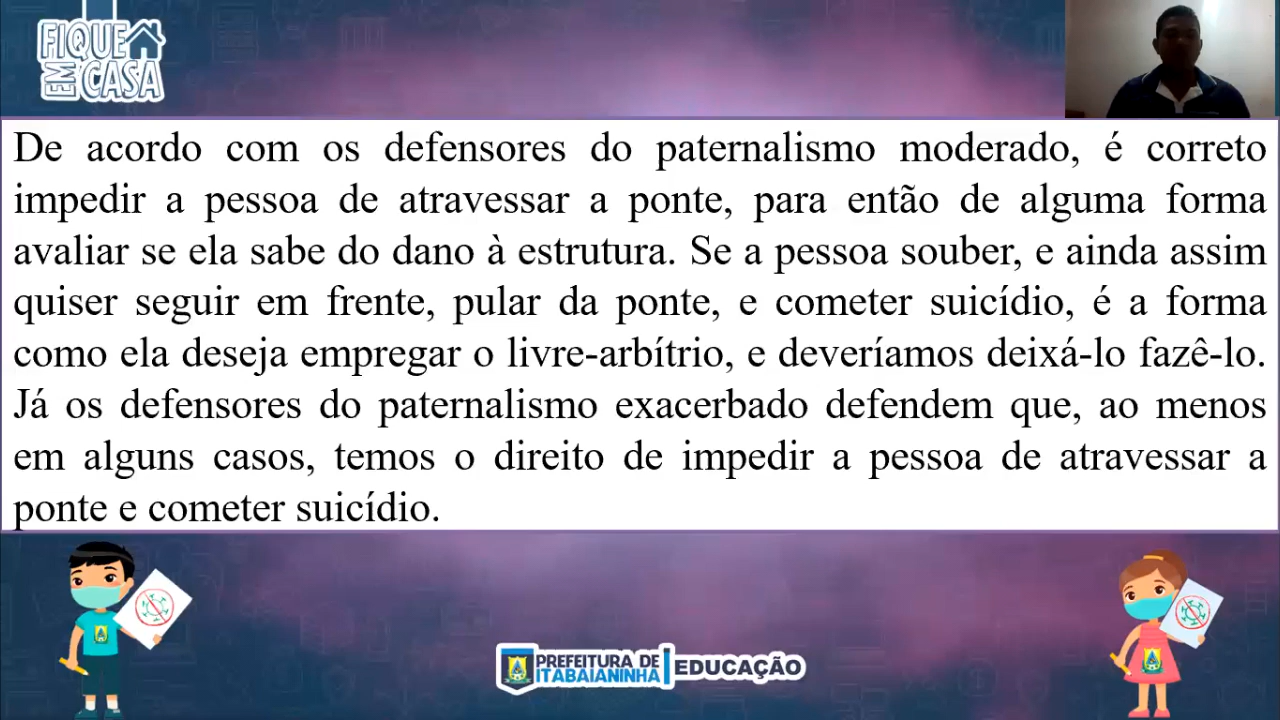 FIQUE
EM CASA
De acordo com os defensores do paternalismo moderado, é correto
impedir a pessoa de atravessar a ponte, para então de alguma forma
avaliar se ela sabe do dano à estrutura. Se a pessoa souber, e ainda assim
quiser seguir em frente, pular da ponte, e cometer suicídio, é a forma
como ela deseja empregar o livre-arbítrio, e deveríamos deixá-lo fazê-lo.
Já os defensores do paternalismo exacerbado defendem que, ao menos
em alguns casos, temos o direito de impedir a pessoa de atravessar a
ponte e cometer suicídio.
PREFEITURA DE
ITABAIANINHA
EDUCAÇÃO